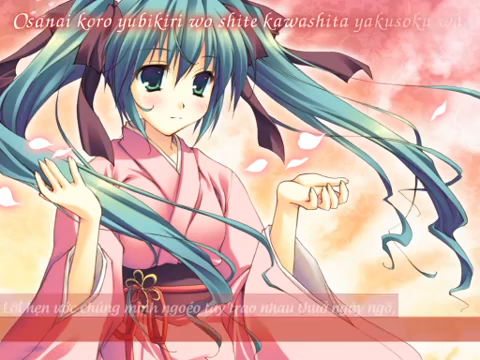 Osanai koro yubikiri wo shite kawashita yakusoku wa
Lời hẹn ước chúng mình ngoéo tay trao nhau thuở ngây ngô,